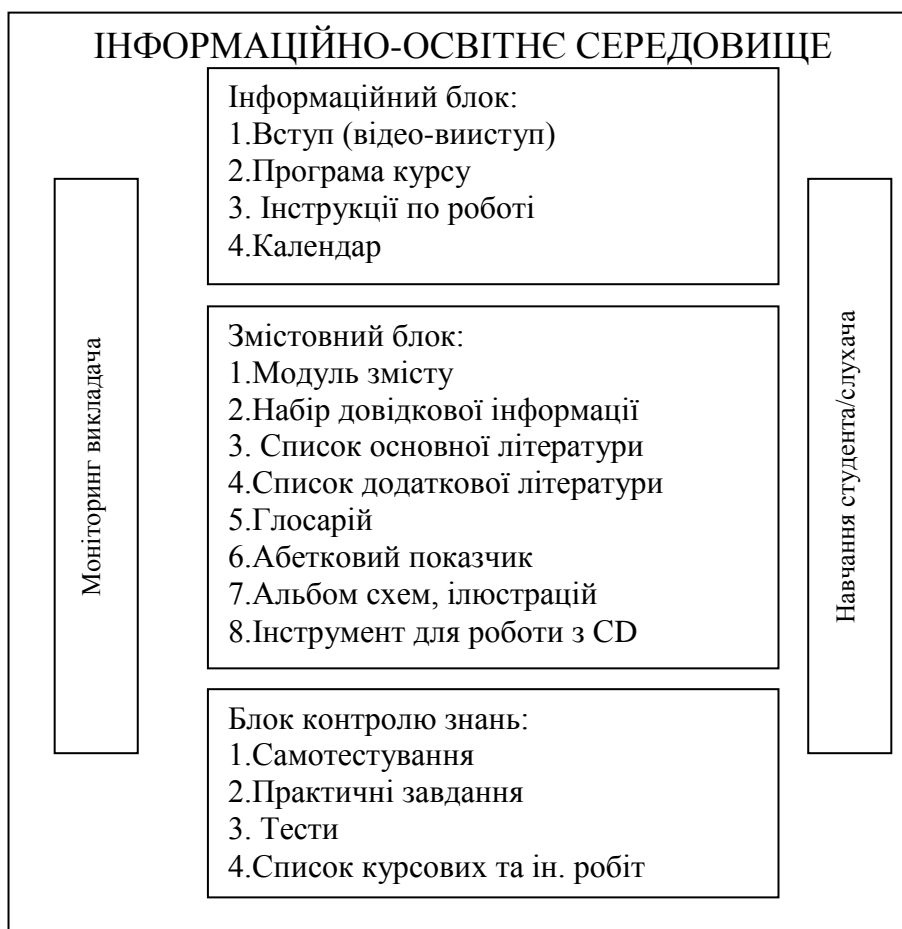 ІНФОРМАЦІЙНО-ОСВІТНЄ СЕРЕДОВИЩЕ
Інформаційний блок:
1.Вступ (відео-вииступ)
2.Програма курсу
3. Інструкції по роботі
4.Календар
Моніторинг викладача
Змістовний блок:
1.Модуль змісту
2.Набір довідкової інформації
3. Список основної літератури
4.Список додаткової літератури
5.Глосарій
6.Абетковий показчик
7.Альбом схем, ілюстрацій
8.Інструмент для роботи з CD
Навчання студента/слухача
Блок контролю знань:
1.Самотестування
2.Практичні завдання
3. Тести
4.Список курсових та ін. робіт